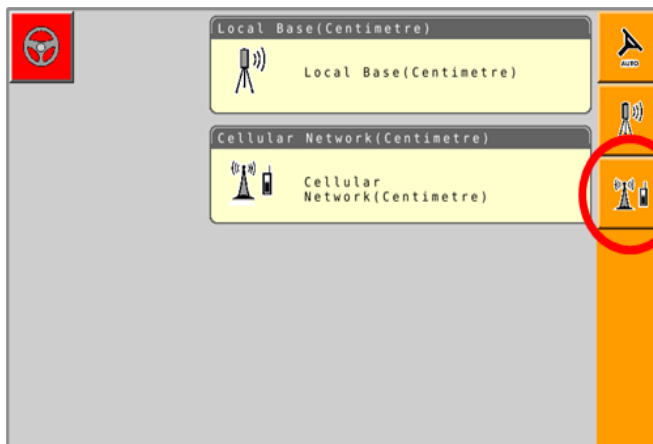 Local Base(Centimetre)
Local Base(Centimetre)
AUTO
Cellular Network(Centimetre)
Cellular
Network(Centimetre)